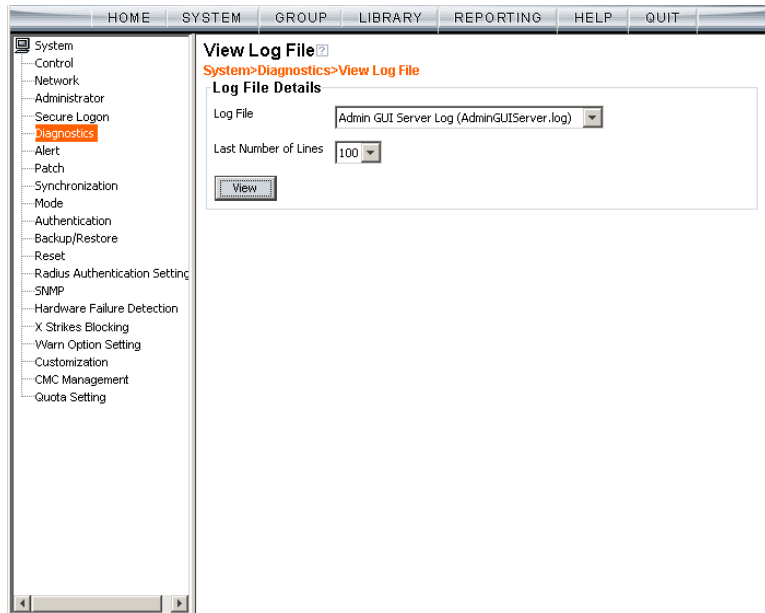 HOME SYSTEM GROUP LIBRARY REPORTING HELP QUIT
System
Control
Network
Administrator
Secure Logon
Diagnostics
Alert
Patch
Synchronization
Mode
Authentication
Backup/Restore
Reset
Radius Authentication Setting
SNMP
Hardware Failure Detection
X Strikes Blocking
Warn Option Setting
Customization
CMC Management
Quota Setting
View Log File ?
System>Diagnostics>View Log File
Log File Details
Log File Admin GUI Server Log (AdminGUIServer.log)
Last Number of Lines 100
View